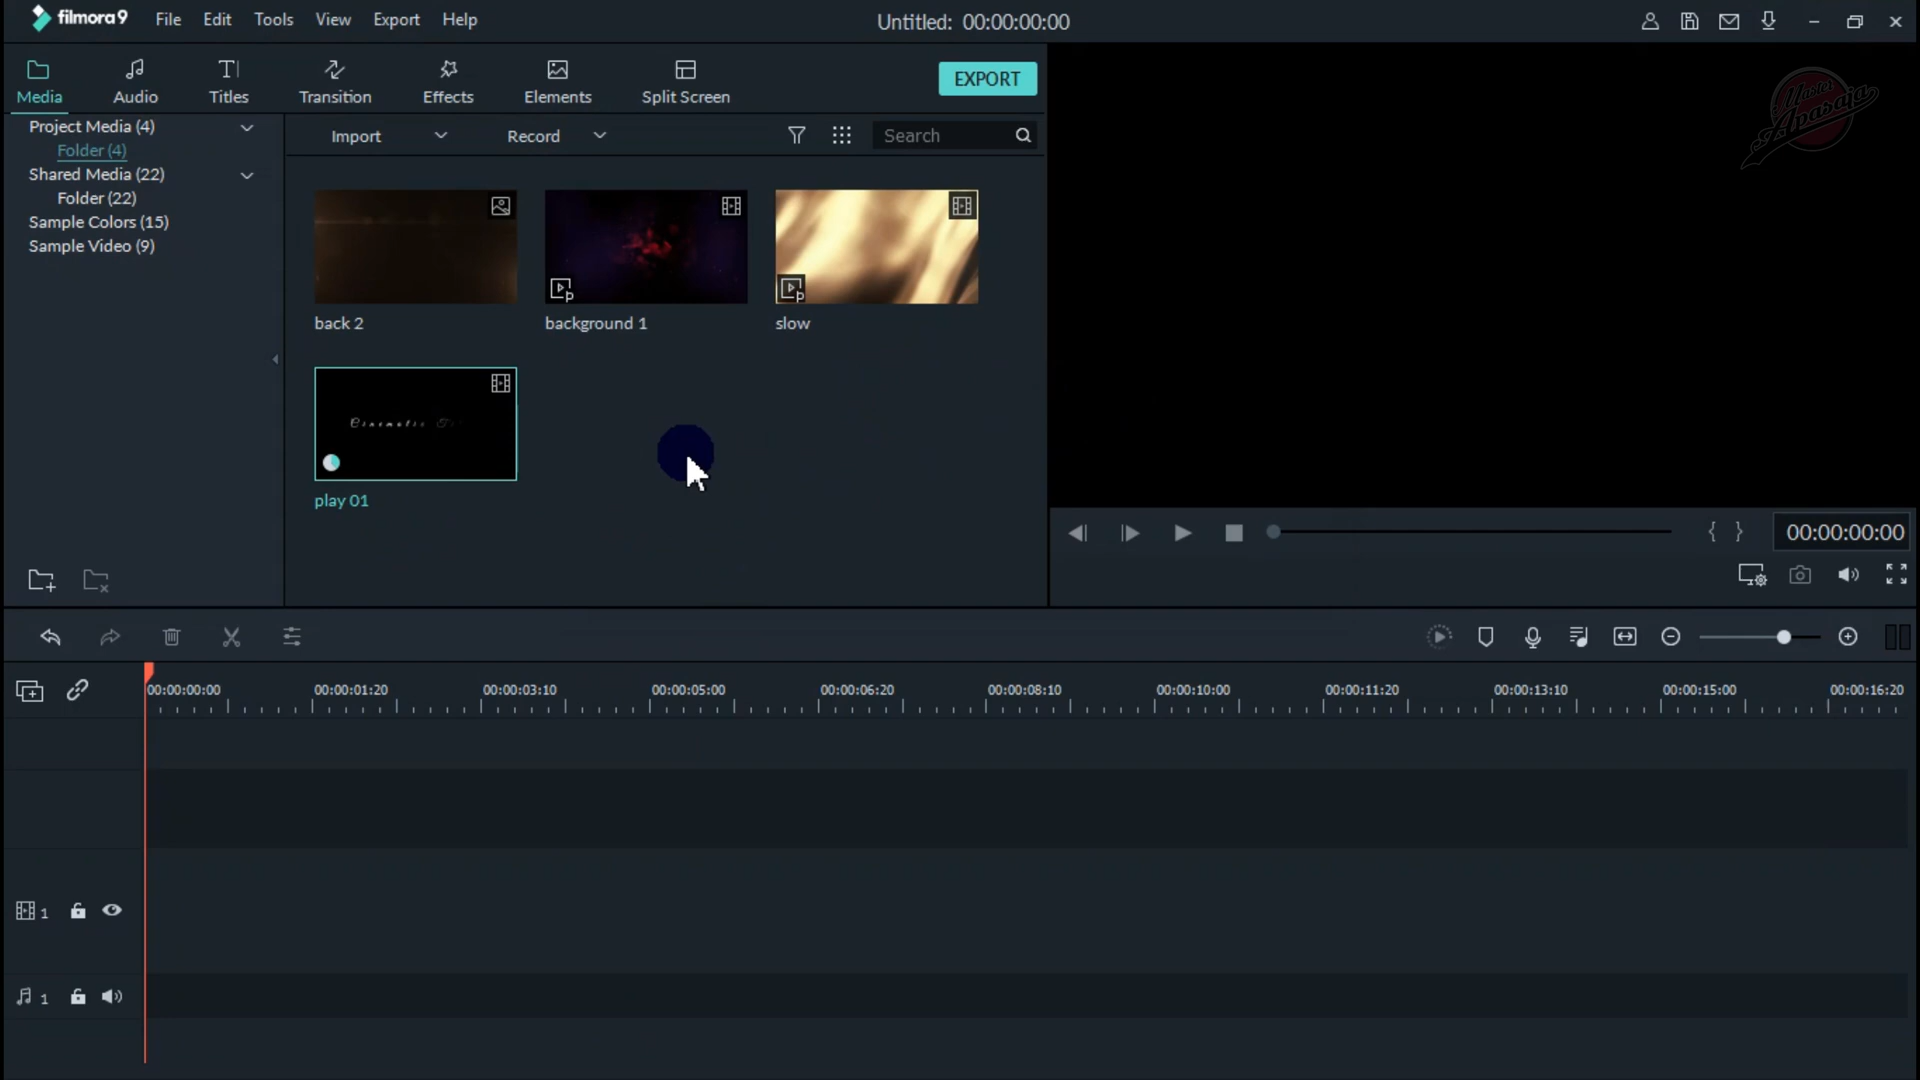 filmora9 File Edit Tools View Export Help Untitled: 00:00:00:00
Media Audio Titles Transition Effects Elements Split Screen EXPORT
Project Media (4)
Folder (4)
Shared Media (22)
Folder (22)
Sample Colors (15)
Sample Video (9)
Import Record Search
back 2 background 1 slow
Cinematic
play 01
Master
Apasaja
00:00:00:00
00:00:00:00 00:00:01:20 00:00:03:10 00:00:05:00 00:00:06:20 00:00:08:10 00:00:10:00 00:00:11:20 00:00:13:10 00:00:15:00 00:00:16:20
1
1